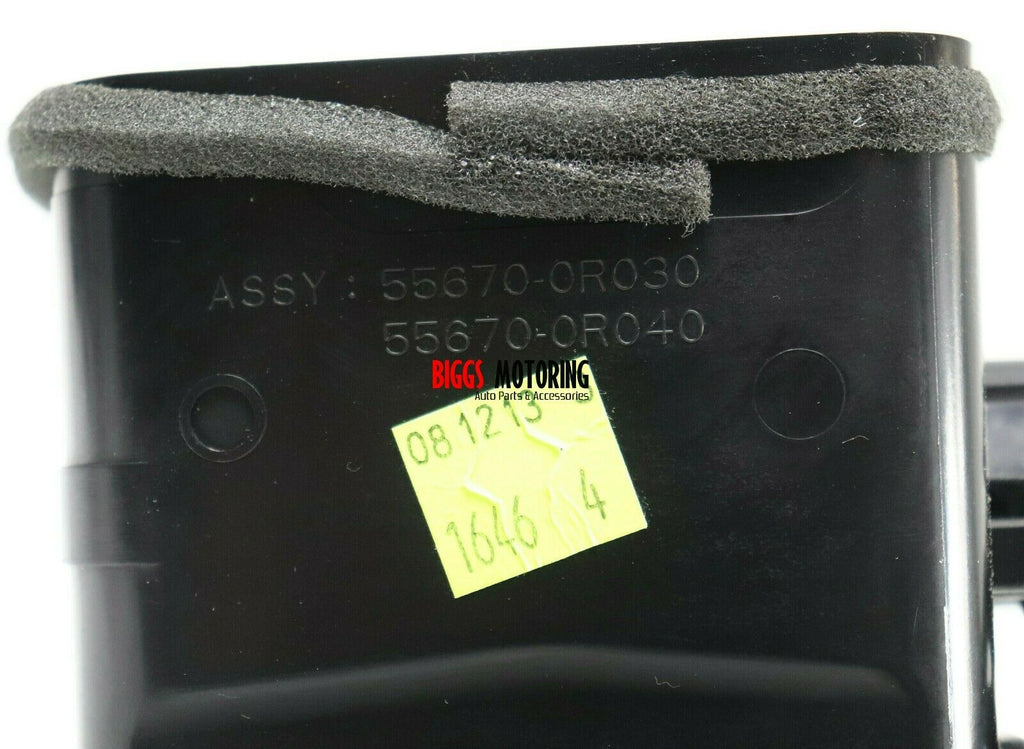 ASSY : 55670-0R030
55670-0R040
BIGGS MOTORING
Auto Parts & Accessories
081213
1646 4